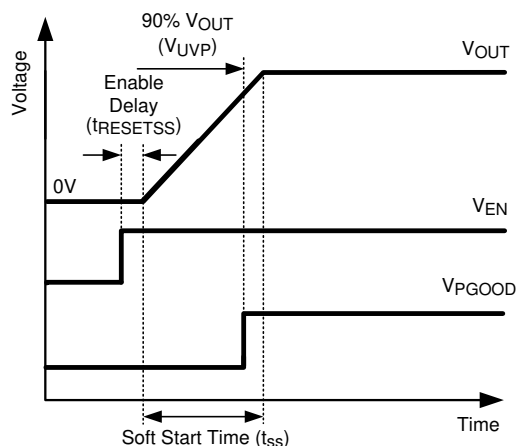 90% VOUT
(VUVP)
VOUT
Voltage
Enable
Delay
(tRESETSS)
0V
VEN
VPGOOD
Time
Soft Start Time (tss)